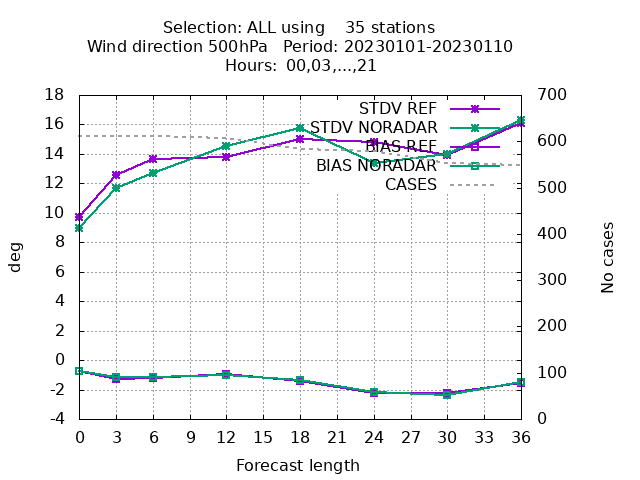 Selection: ALL using    35 stations
Wind direction 500hPa   Period: 20230101-20230110
Hours: 00,03,...,21
STDV REF
STDV NORADAR
BIAS REF
BIAS NORADAR
CASES
18
16
14
12
10
8
6
4
2
0
-2
-4
deg
700
600
500
400
300
200
100
0
No cases
0 3 6 9 12 15 18 21 24 27 30 33 36
Forecast length